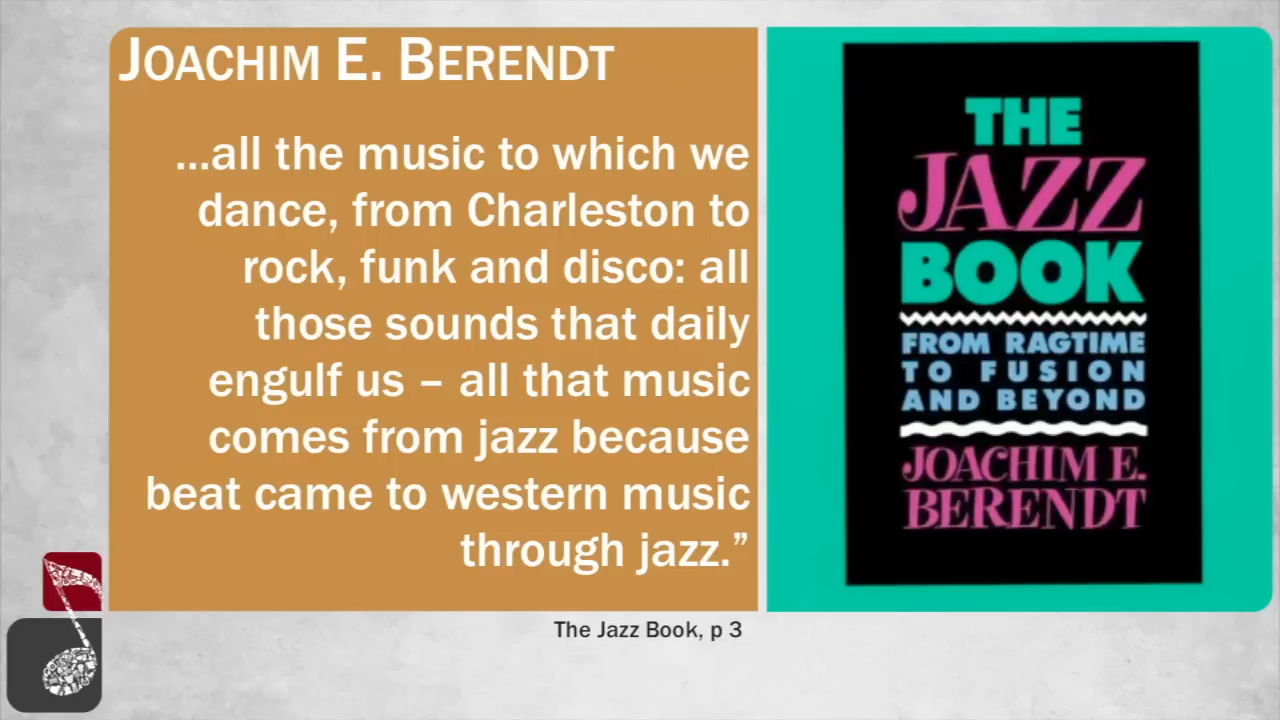 JOACHIM E. BERENDT
...all the music to which we
dance, from Charleston to
rock, funk and disco: all
those sounds that daily
engulf us – all that music
comes from jazz because
beat came to western music
through jazz.”
The Jazz Book, p 3
THE
JAZZ
BOOK
FROM RAGTIME
TO FUSION
AND BEYOND
JOACHIM E.
BERENDT